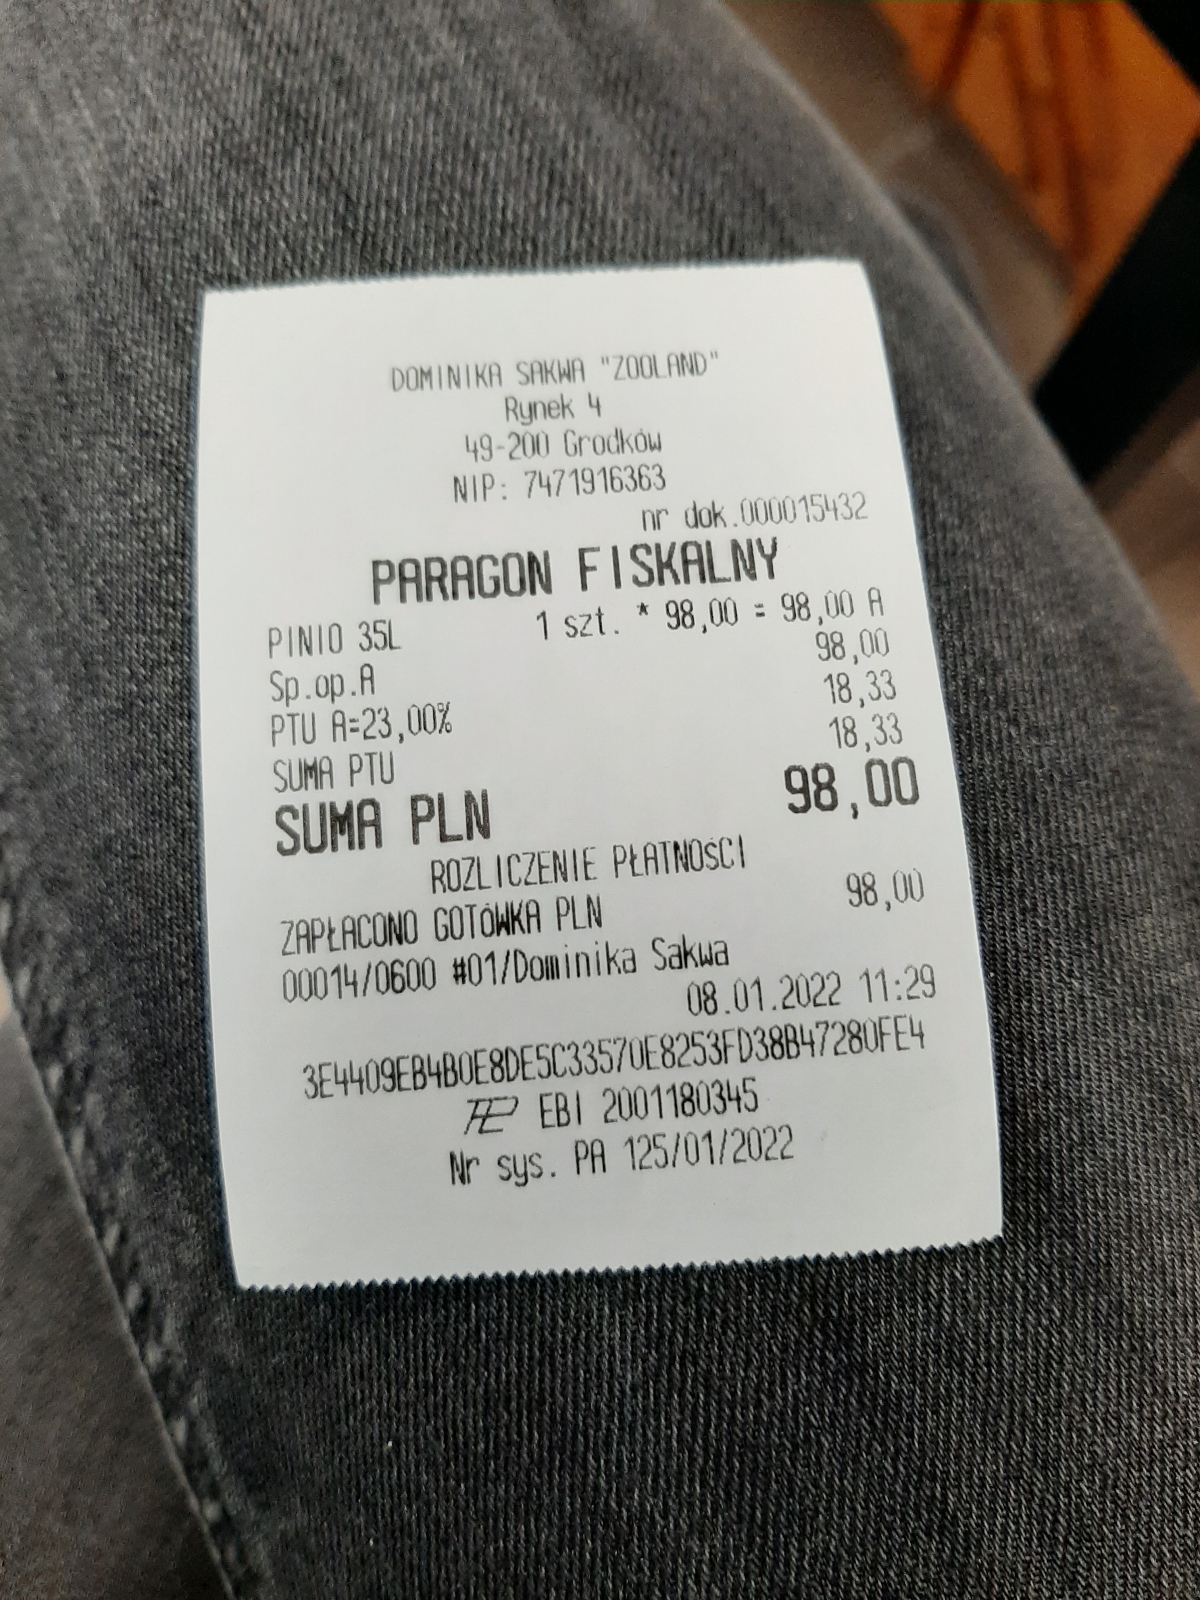 DOMINIKA SAKWA "ZOOLAND"
Rynek 4
49-200 Grodków
NIP: 7471916363
nr dok.000015432
PARAGON FISKALNY
PINIO 35L 1 szt. * 98,00 = 98,00 A
Sp.op.A 98,00
PTU A=23,00% 18,33
SUMA PTU 18,33
SUMA PLN 98,00
ROZLICZENIE PŁATNOŚCI
ZAPŁACONO GOTÓWKA PLN 98,00
00014/0600 #01/Dominika Sakwa
08.01.2022 11:29
3E4409EB4B0E8DE5C33570E8253FD38B47280FE4
EBI 2001180345
Nr sys. PA 125/01/2022